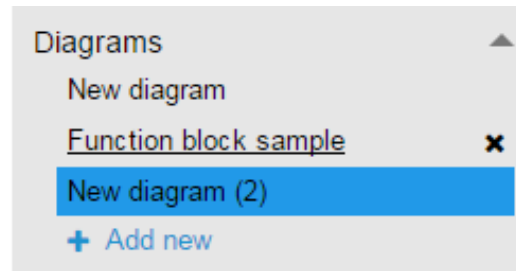 Diagrams
New diagram
Function block sample
New diagram (2)
Add new